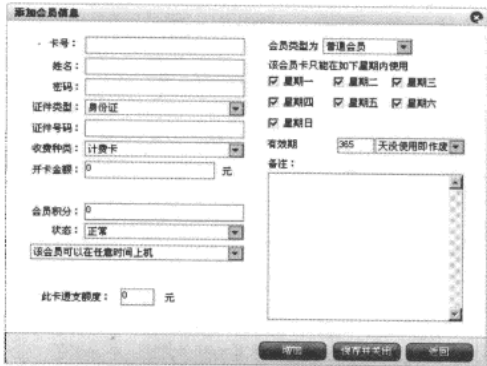 添加会员信息
卡号：
姓名：
密码：
证件类型： 身份证
证件号码：
收费种类： 计费卡
开卡金额： 0 元
会员积分： 0
状态： 正常
该会员可以在任意时间上机
此卡透支额度： 0 元
会员类型为 普通会员
该会员卡只能在如下星期内使用
星期一 星期二 星期三
星期四 星期五 星期六
星期日
有效期 365 天没使用即作废
备注：
增加 保存并关闭 返回